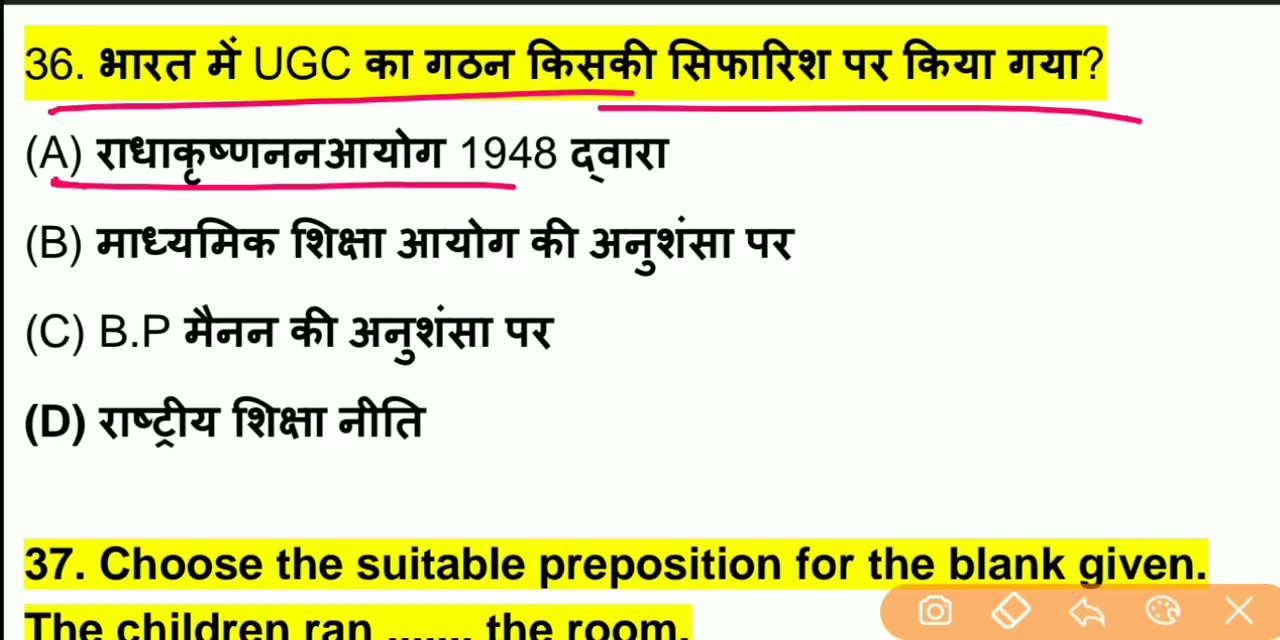 36. भारत में UGC का गठन किसकी सिफारिश पर किया गया?
(A) राधाकृष्णननआयोग 1948 द्वारा
(B) माध्यमिक शिक्षा आयोग की अनुशंसा पर
(C) B.P मैनन की अनुशंसा पर
(D) राष्ट्रीय शिक्षा नीति
37. Choose the suitable preposition for the blank given.
The children ran ....... the room.